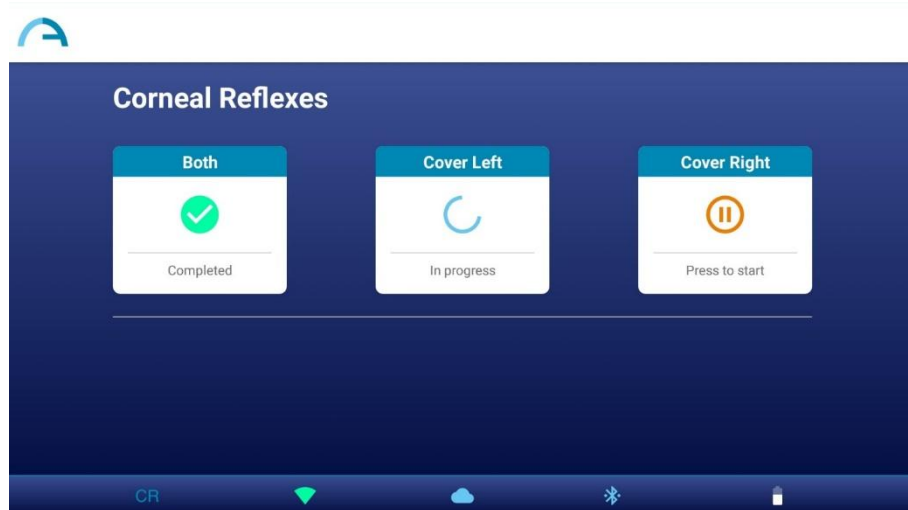 Corneal Reflexes
Both
Cover Left
Cover Right
Completed
In progress
Press to start
CR